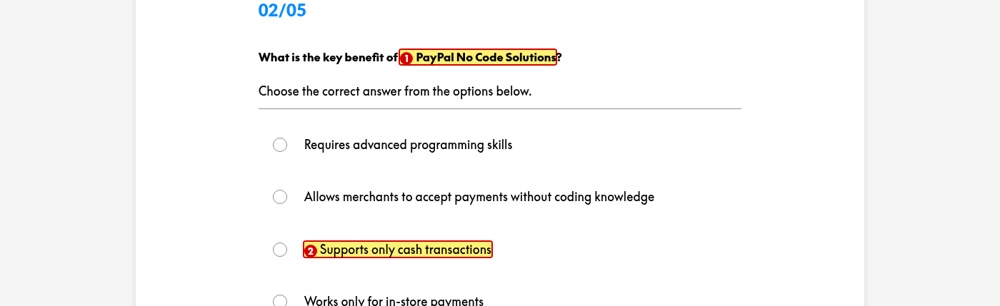 02/05
What is the key benefit of 1 PayPal No Code Solutions?
Choose the correct answer from the options below.
Requires advanced programming skills
Allows merchants to accept payments without coding knowledge
2 Supports only cash transactions
Works only for in-store payments